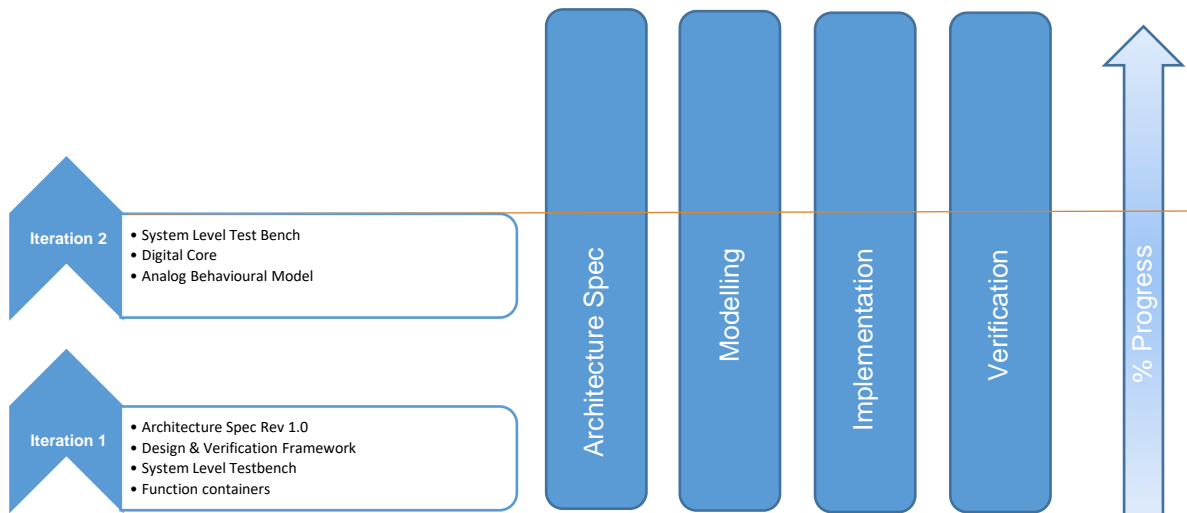 Iteration 2
• System Level Test Bench
• Digital Core
• Analog Behavioural Model
Iteration 1
• Architecture Spec Rev 1.0
• Design & Verification Framework
• System Level Testbench
• Function containers
Architecture Spec
Modelling
Implementation
Verification
% Progress